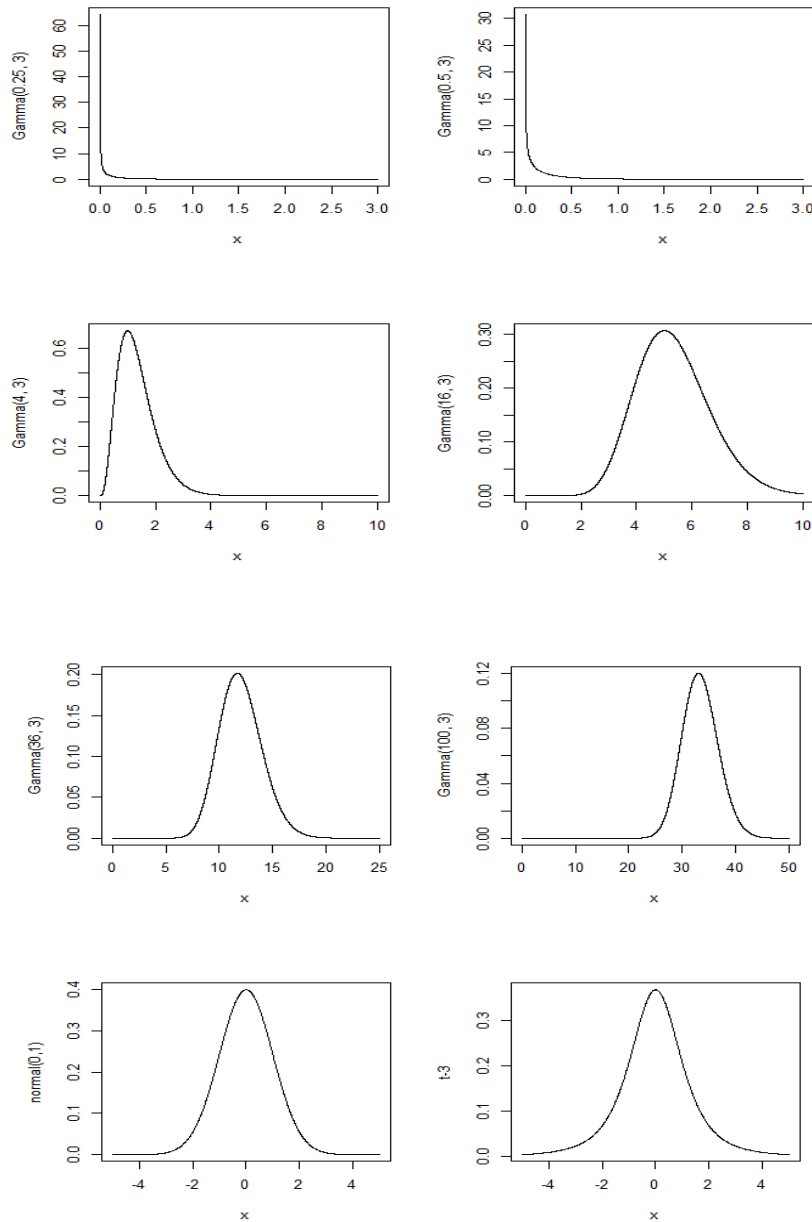 Gamma(0.25, 3)
60
50
40
30
20
10
0
0.0 0.5 1.0 1.5 2.0 2.5 3.0
x
Gamma(0.5, 3)
30
25
20
15
10
5
0
0.0 0.5 1.0 1.5 2.0 2.5 3.0
x
Gamma(4, 3)
0.6
0.4
0.2
0.0
0 2 4 6 8 10
x
Gamma(16, 3)
0.30
0.20
0.10
0.00
0 2 4 6 8 10
x
Gamma(36, 3)
0.20
0.15
0.10
0.05
0.00
0 5 10 15 20 25
x
Gamma(100, 3)
0.12
0.08
0.04
0.00
0 10 20 30 40 50
x
normal(0,1)
0.4
0.3
0.2
0.1
0.0
-4 -2 0 2 4
x
t-3
0.3
0.2
0.1
0.0
-4 -2 0 2 4
x